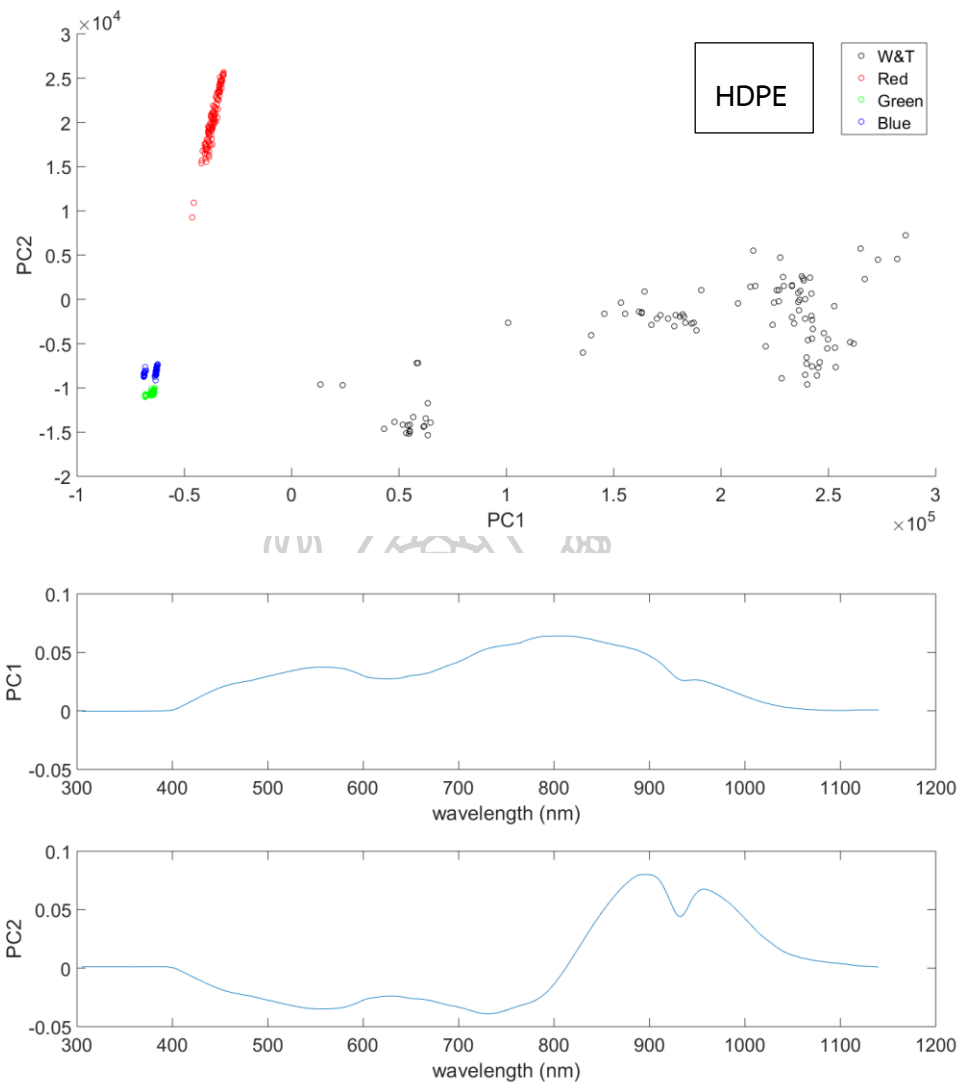 ×10^4
3
2.5
2
1.5
1
0.5
0
-0.5
-1
-1.5
-2
PC2
HDPE
W&T
Red
Green
Blue
-1 -0.5 0 0.5 1 1.5 2 2.5 3
PC1
×10^5
0.1
0.05
0
-0.05
PC1
300 400 500 600 700 800 900 1000 1100 1200
wavelength (nm)
0.1
0.05
0
-0.05
PC2
300 400 500 600 700 800 900 1000 1100 1200
wavelength (nm)